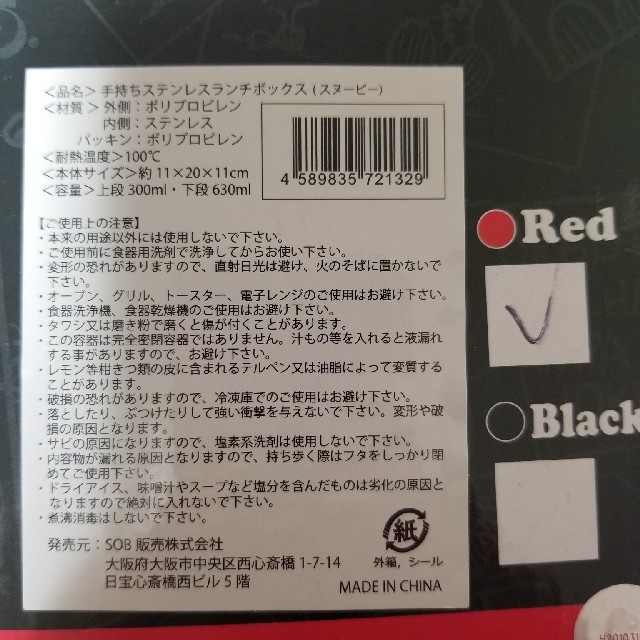 ＜品名＞ 手持ちステンレスランチボックス (スヌーピー)
＜材質＞ 外側：ポリプロピレン
内側：ステンレス
パッキン：ポリプロピレン
＜耐熱温度＞100℃
＜本体サイズ＞約 11×20×11cm
＜容量＞上段 300ml・下段 630ml
4 589835 721329
【ご使用上の注意】
・本来の用途以外には使用しないで下さい。
・ご使用前に食器用洗剤で洗浄してからお使い下さい。
・変形の恐れがありますので、直射日光は避け、火のそばに置かないで
下さい。
・オーブン、グリル、トースター、電子レンジのご使用はお避け下さい。
・食器洗浄機、食器乾燥機のご使用はお避け下さい。
・タワシ又は磨き粉で磨くと傷が付くことがあります。
・この容器は完全密閉容器ではありません。汁もの等を入れると液漏れ
する事がありますので、お避け下さい。
・レモン等柑きつ類の皮に含まれるテルペン又は油脂によって変質する
ことがあります。
・破損の恐れがありますので、冷凍庫でのご使用はお避け下さい。
・落としたり、ぶつけたりして強い衝撃を与えないで下さい。変形や破
損の原因となります。
・サビの原因になりますので、塩素系洗剤は使用しないで下さい。
・内容物が漏れる原因となりますので、持ち歩く際はフタをしっかり閉
めてご使用下さい。
・ドライアイス、味噌汁やスープなど塩分を含んだものは劣化の原因と
なりますので絶対に入れないで下さい。
・煮沸消毒はしないで下さい。
発売元：SOB 販売株式会社
大阪府大阪市中央区西心斎橋 1-7-14
日宝心斎橋西ビル 5 階
紙
外箱，シール
MADE IN CHINA
Red
Black